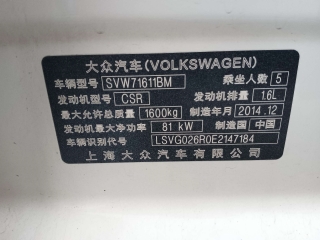 大众汽车(VOLKSWAGEN)
车辆型号 SVW71611BM 乘坐人数 5
发动机型号 CSR 发动机排量 1.6L
最大允许总质量 1600kg 制造年月 2014.12
发动机最大净功率 81 kW 制造国 中国
车辆识别代号 LSVG026R0E2147184
上海大众汽车有限公司